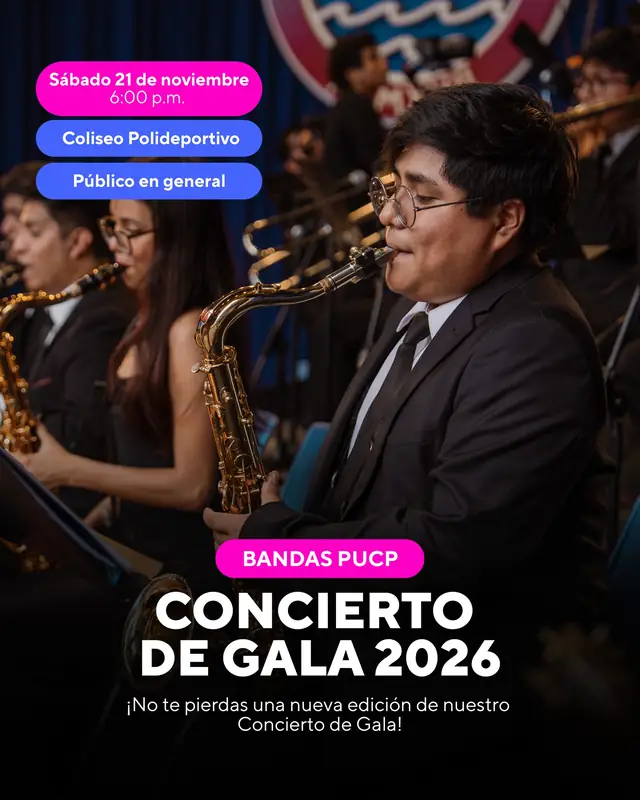 Sábado 21 de noviembre
6:00 p.m.
Coliseo Polideportivo
Público en general
BANDAS PUCP
CONCIERTO
DE GALA 2026
¡No te pierdas una nueva edición de nuestro
Concierto de Gala!